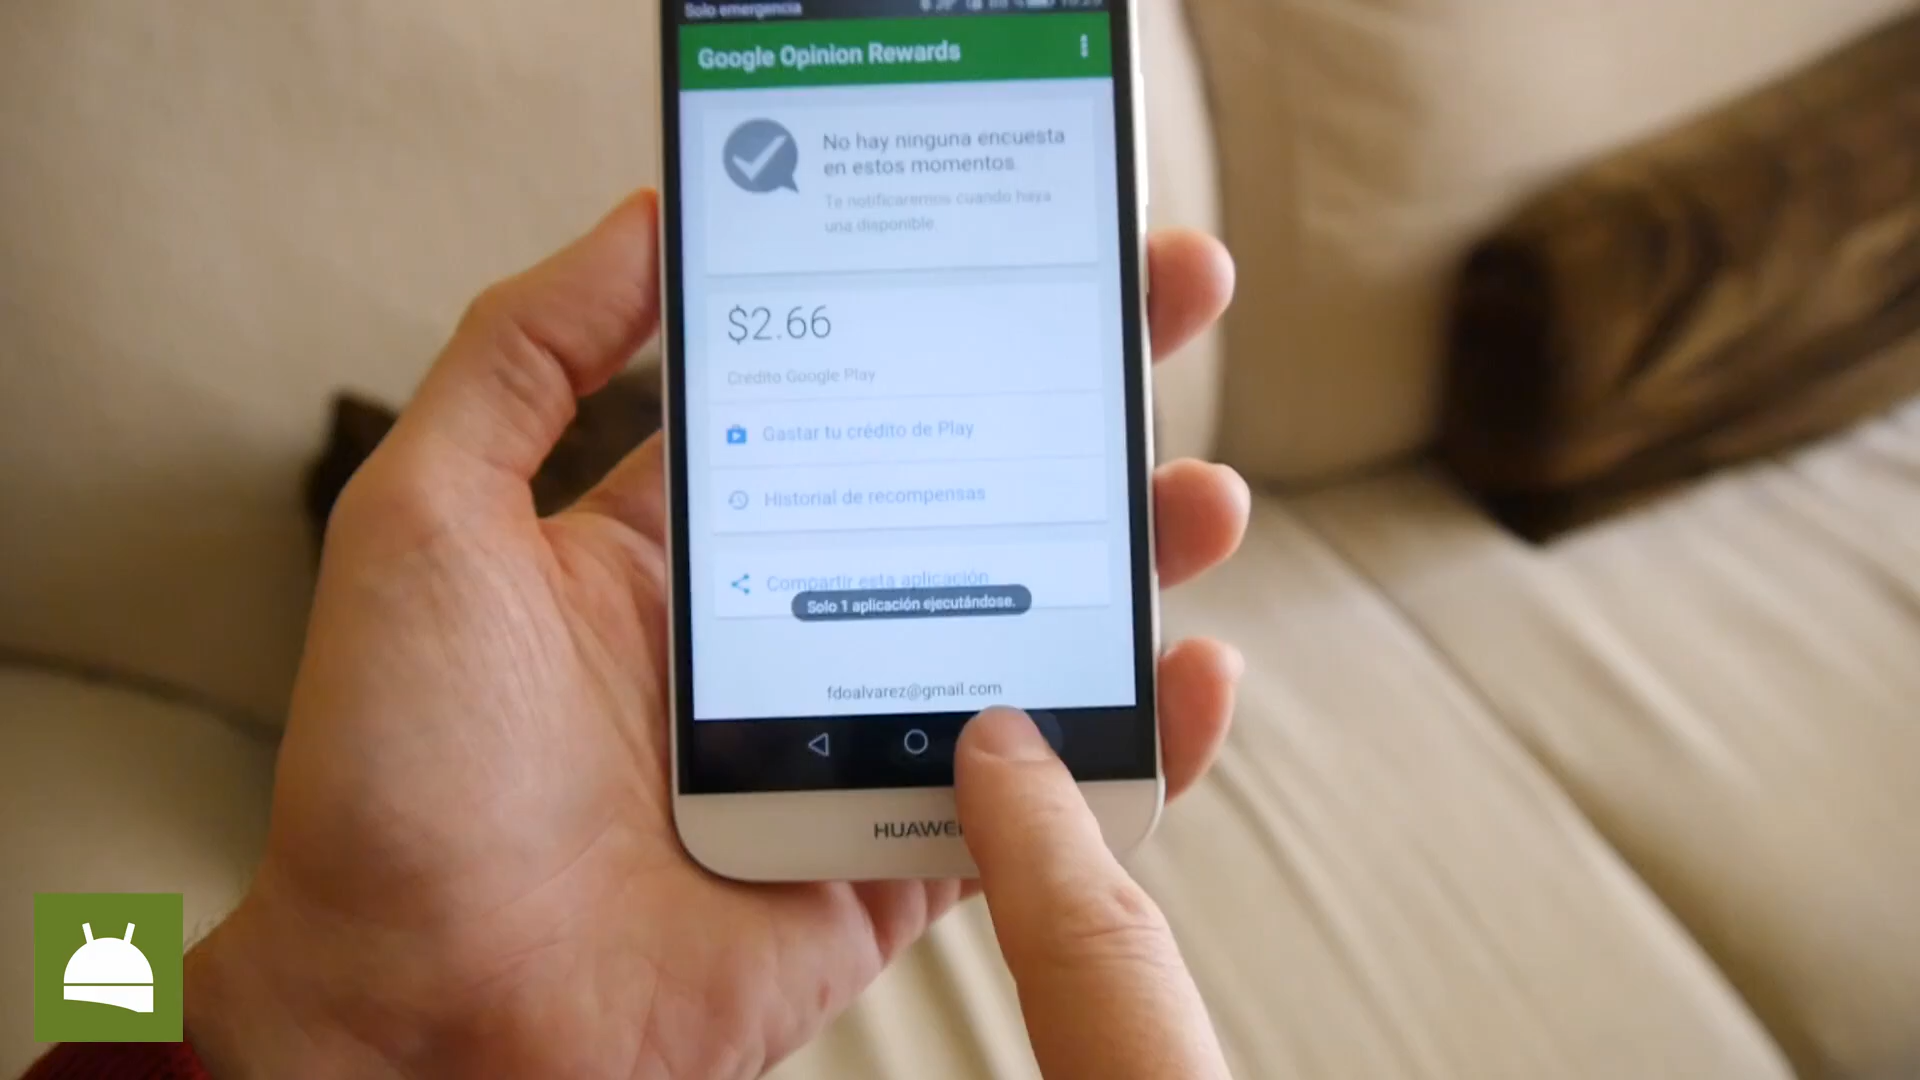 Solo emergencia
Google Opinion Rewards
No hay ninguna encuesta
en estos momentos
Te notificaremos cuando haya
una disponible.
$2.66
Crédito Google Play
Gastar tu crédito de Play
Historial de recompensas
Compartir esta aplicación
Solo 1 aplicación ejecutándose.
fdoalvarez@gmail.com
HUAWEI